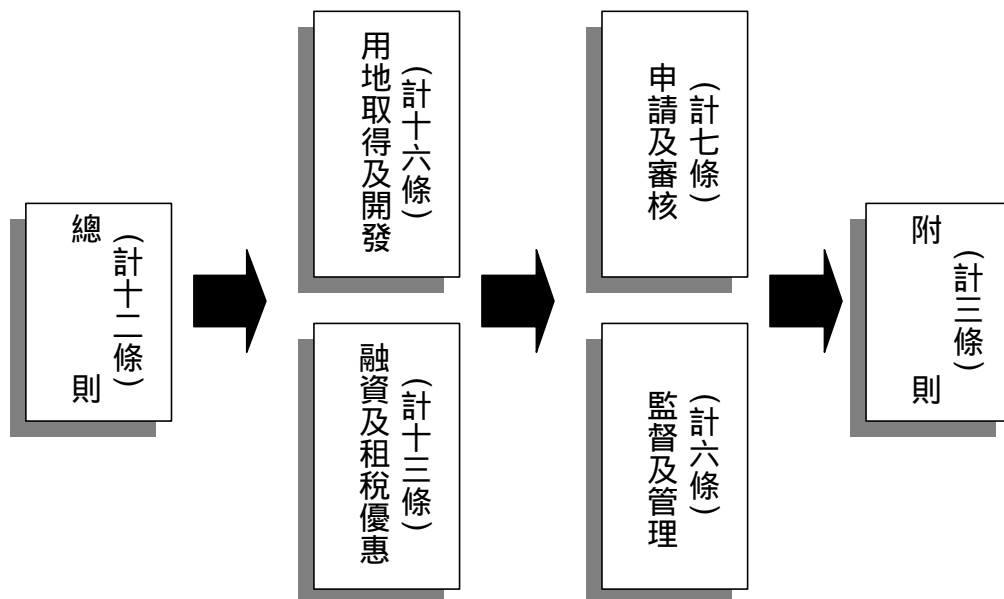 總則
（計十二條）
用地取得及開發
（計十六條）
融資及租稅優惠
（計十三條）
申請及審核
（計七條）
監督及管理
（計六條）
附則
（計三條）